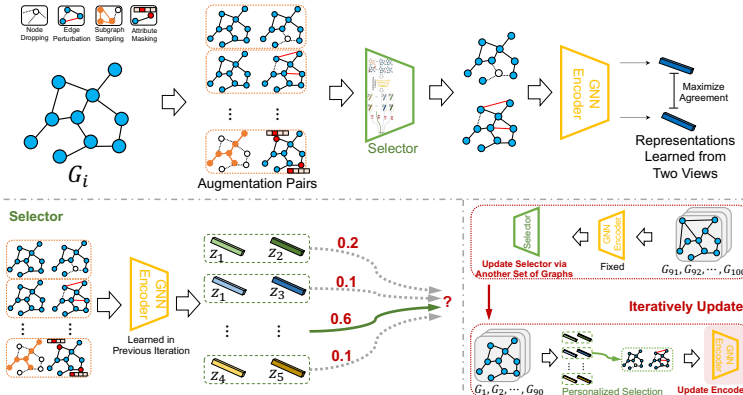 Node Dropping
Edge Perturbation
Subgraph Sampling
Attribute Masking
G_i
Augmentation Pairs
Selector
GNN Encoder
Maximize Agreement
Representations Learned from Two Views
Selector
GNN Encoder
Learned in Previous Iteration
z_1 z_2
z_1 z_3
z_4 z_5
0.2
0.1
0.6
0.1
?
Selector
Update Selector via Another Set of Graphs
GNN Encoder
Fixed
G_91, G_92, ⋯, G_100
Iteratively Update
G_1, G_2, ⋯, G_90
Personalized Selection
GNN Encoder
Update Encoder